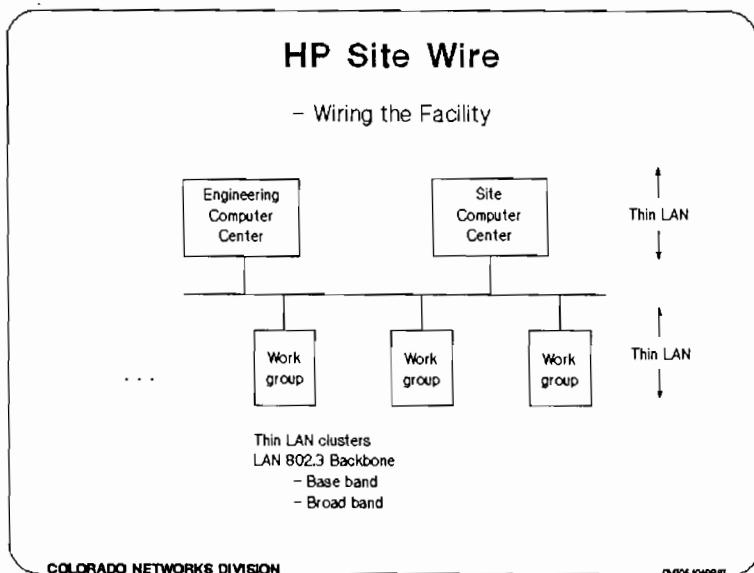 HP Site Wire
- Wiring the Facility
Engineering
Computer
Center
Site
Computer
Center
Thin LAN
Work
group
Work
group
Work
group
Thin LAN
. . .
Thin LAN clusters
LAN 802.3 Backbone
- Base band
- Broad band
COLORADO NETWORKS DIVISION